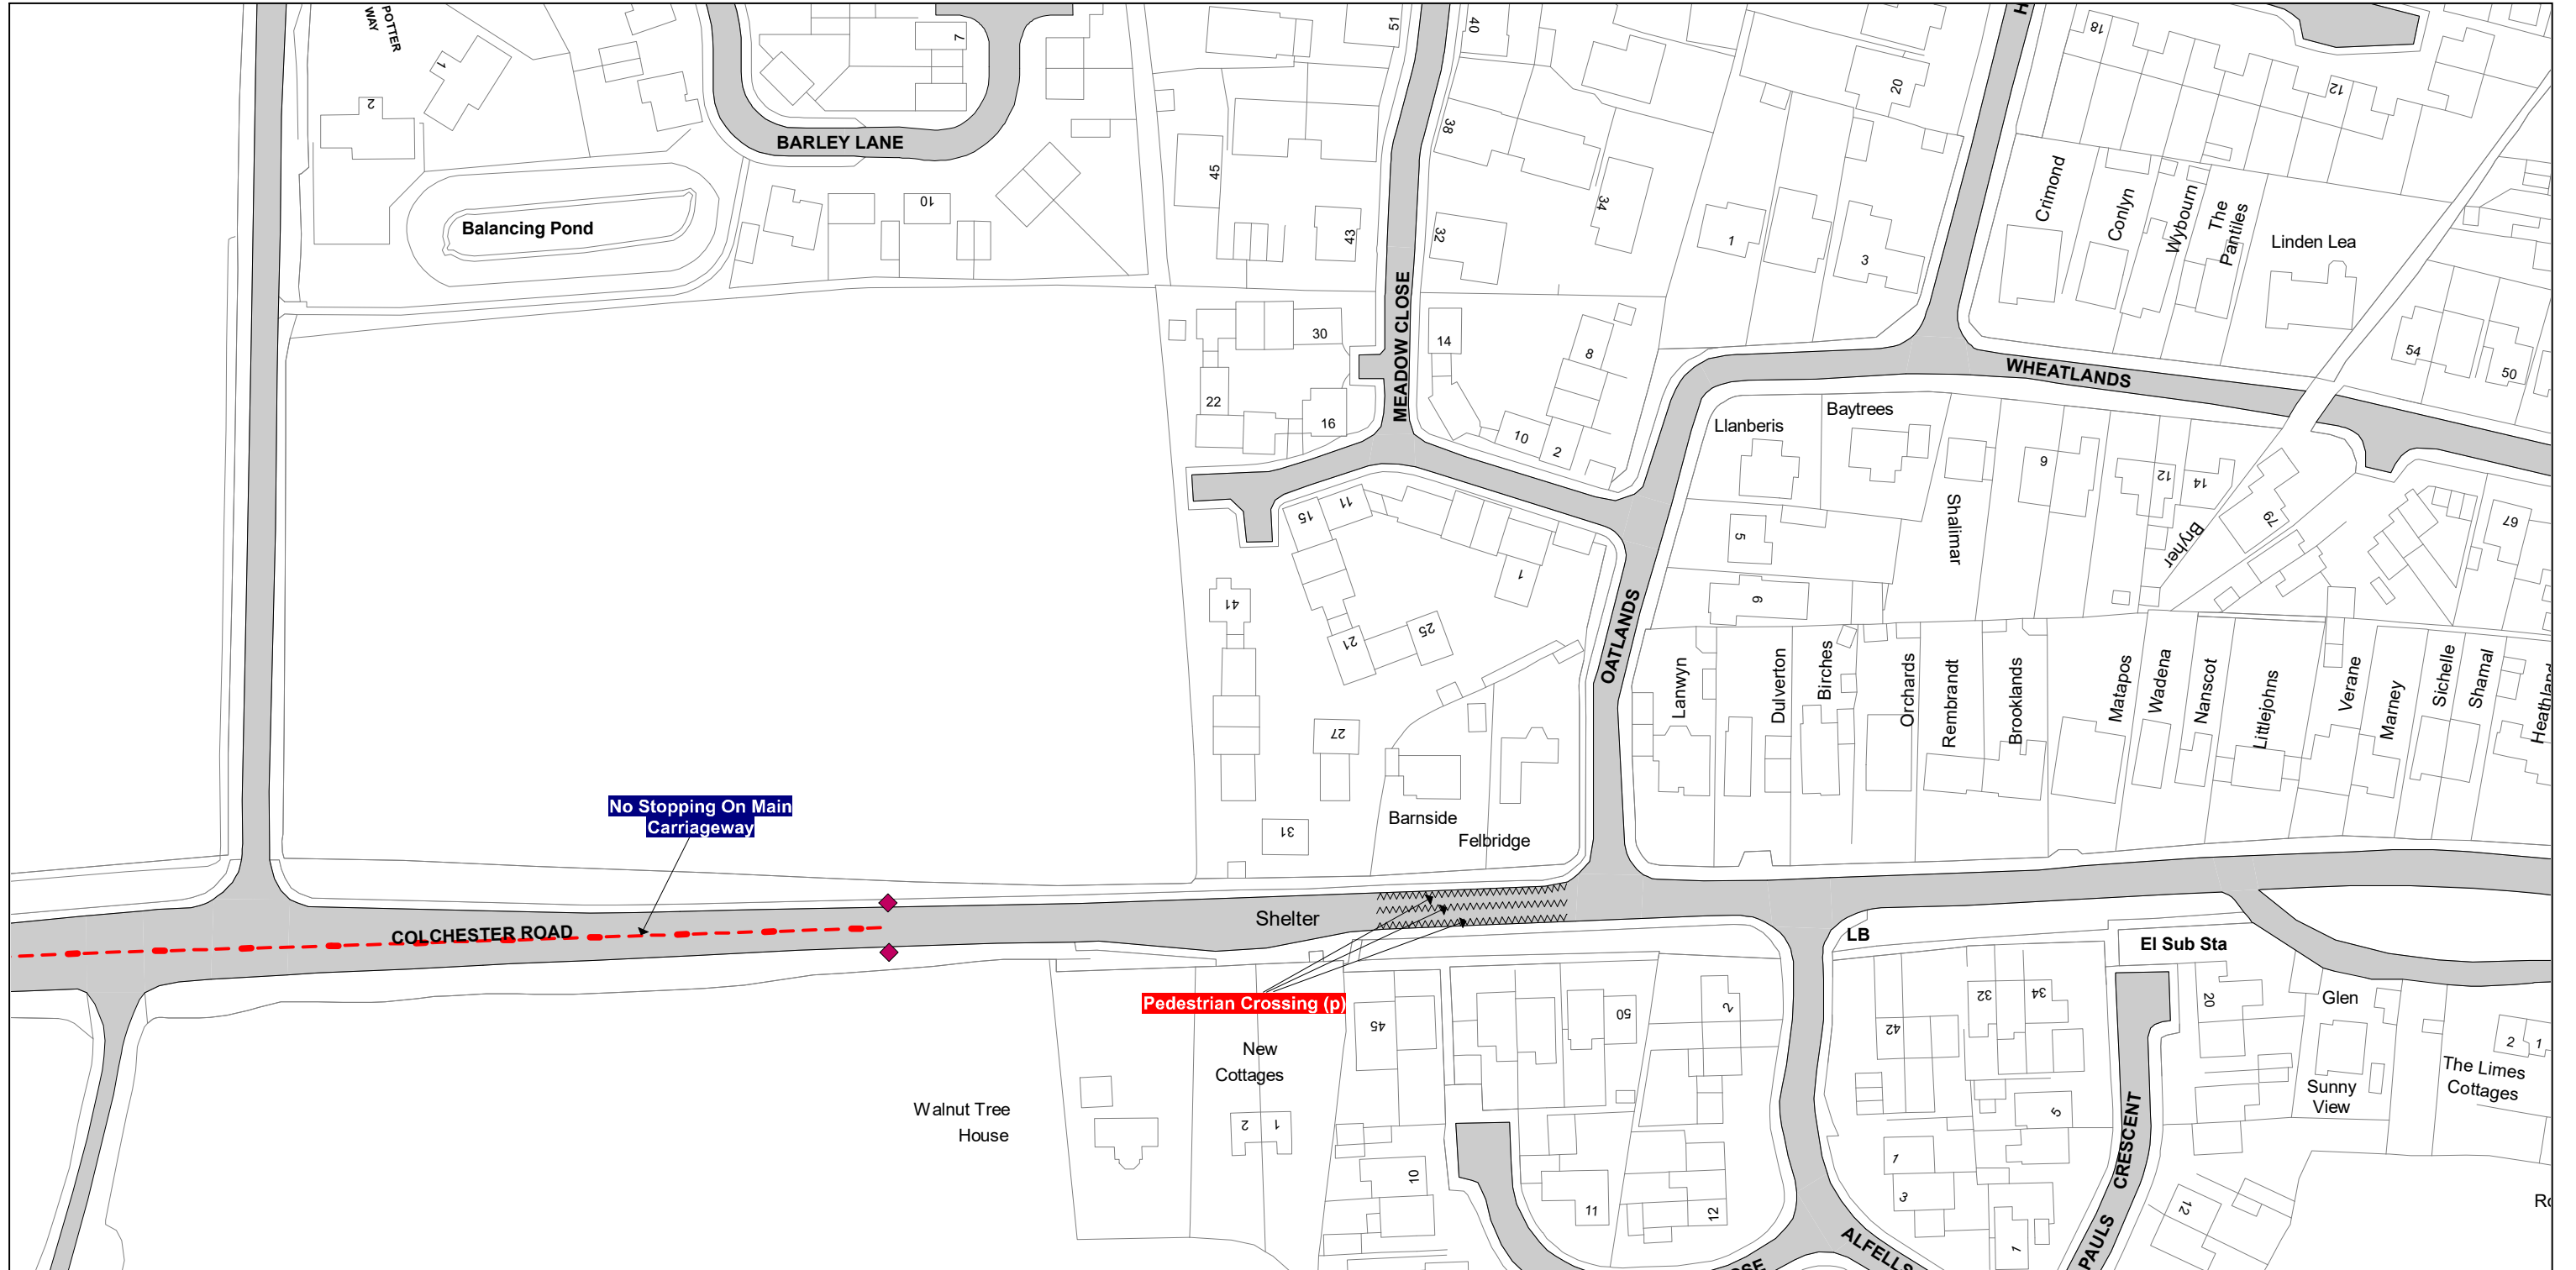 POTTER
WAY
1
2
7
BARLEY LANE
10
Balancing Pond
51
40
45
43
38
34
32
20
18
12
1
3
Crimond
Conlyn
Wybourn
The
Pantiles
Linden Lea
54
50
MEADOW CLOSE
30
22
16
14
8
10
2
WHEATLANDS
Llanberis
Baytrees
5
6
Shalimar
9
12
14
Bryher
79
67
15
11
1
41
21
25
27
31
OATLANDS
Barnside
Felbridge
Lanwyn
Dulverton
Birches
Orchards
Rembrandt
Brooklands
Matapos
Wadena
Nanscot
Littlejohns
Verane
Marney
Sichelle
Shamal
No Stopping On Main
Carriageway
COLCHESTER ROAD
Shelter
Pedestrian Crossing (p)
LB
El Sub Sta
New
Cottages
2
1
Walnut Tree
House
45
50
2
10
11
12
42
32
34
5
1
3
1
20
Glen
Sunny
View
2
1
The Limes
Cottages
12
CRESCENT
PAULS
ALFELLS